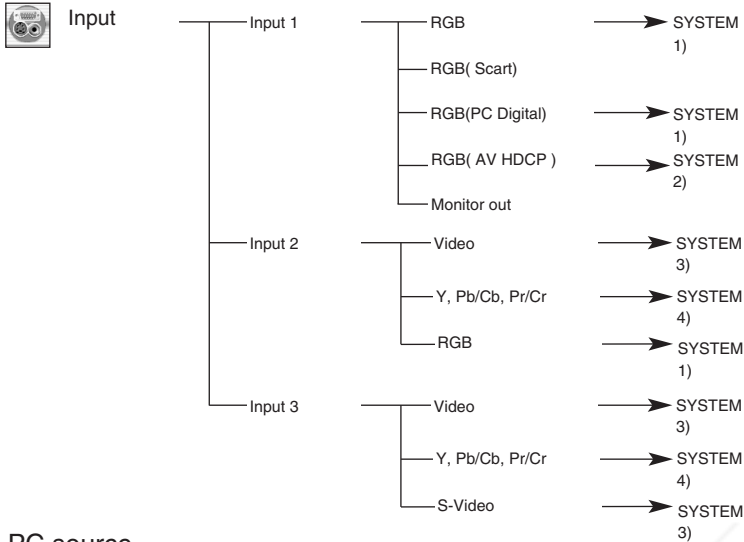 Input
Input 1
RGB
SYSTEM
1)
RGB( Scart)
RGB(PC Digital)
SYSTEM
1)
RGB( AV HDCP )
SYSTEM
2)
Monitor out
Input 2
Video
SYSTEM
3)
Y, Pb/Cb, Pr/Cr
SYSTEM
4)
RGB
SYSTEM
1)
Input 3
Video
SYSTEM
3)
Y, Pb/Cb, Pr/Cr
SYSTEM
4)
S-Video
SYSTEM
3)
PC source